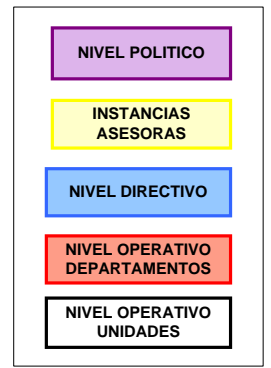 NIVEL POLITICO
INSTANCIAS
ASESORAS
NIVEL DIRECTIVO
NIVEL OPERATIVO
DEPARTAMENTOS
NIVEL OPERATIVO
UNIDADES